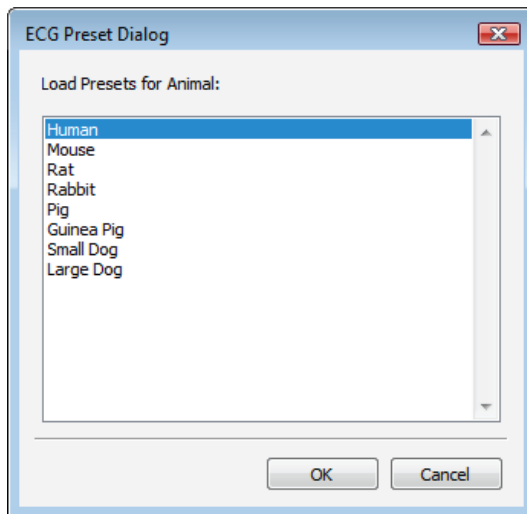 ECG Preset Dialog
Load Presets for Animal:
Human
Mouse
Rat
Rabbit
Pig
Guinea Pig
Small Dog
Large Dog
OK
Cancel